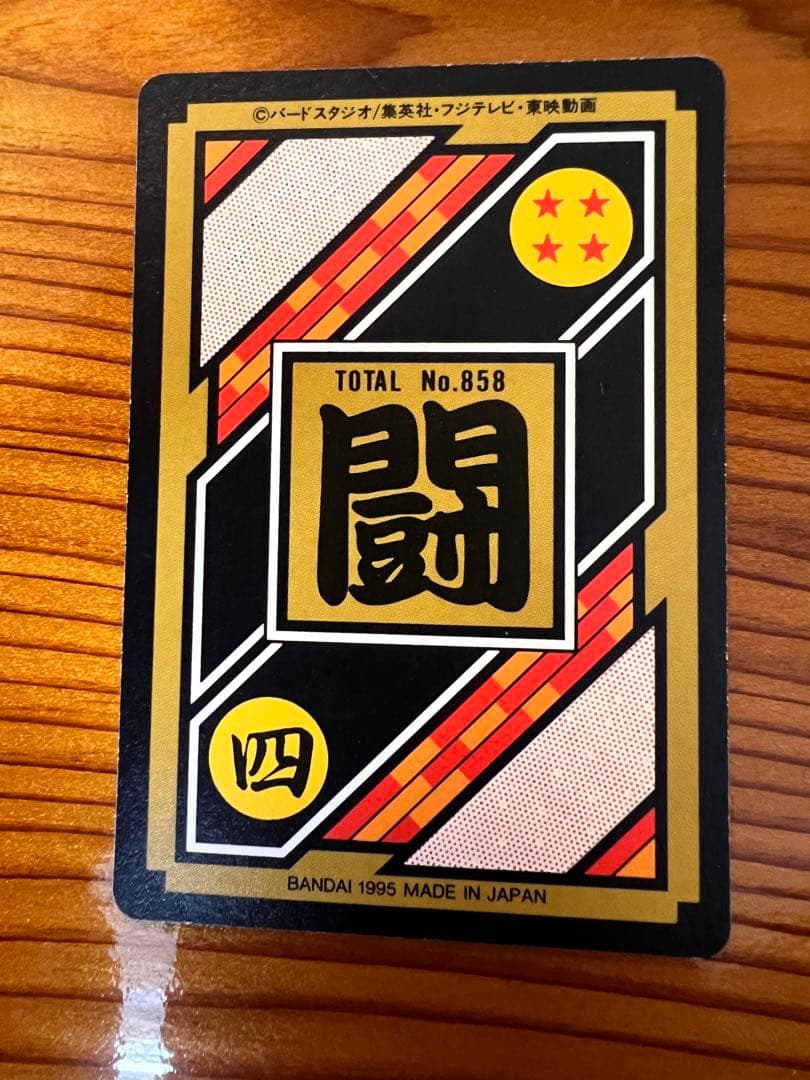 ©バードスタジオ/集英社・フジテレビ・東映動画
TOTAL No.858
闘
四
BANDAI 1995 MADE IN JAPAN